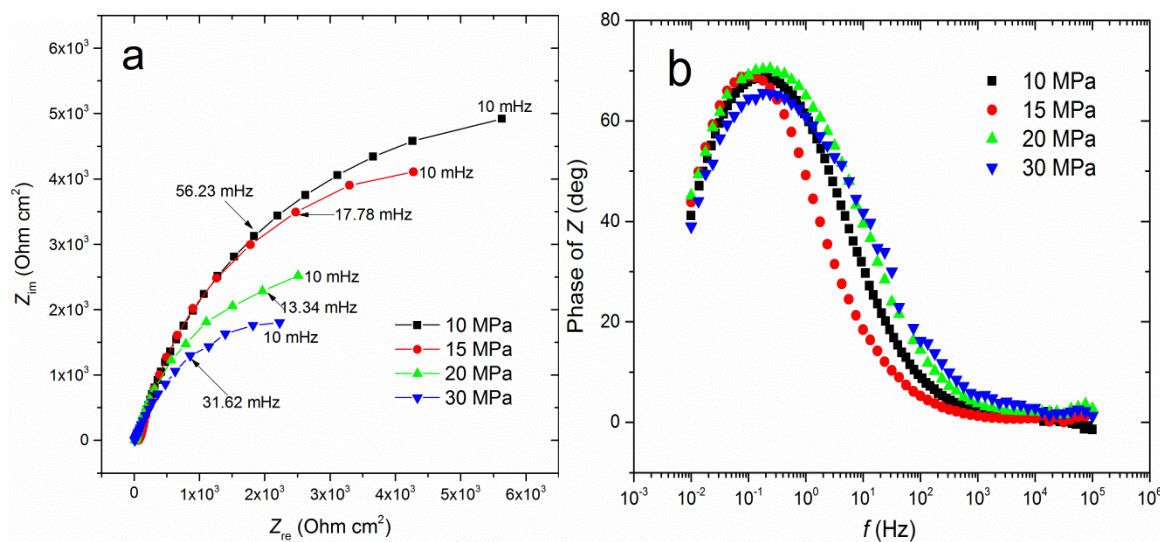 a
Z_im (Ohm cm²)
6x10³
5x10³
4x10³
3x10³
2x10³
1x10³
0
10 mHz
10 mHz
56.23 mHz
17.78 mHz
10 mHz
13.34 mHz
10 mHz
31.62 mHz
10 MPa
15 MPa
20 MPa
30 MPa
0 1x10³ 2x10³ 3x10³ 4x10³ 5x10³ 6x10³
Z_re (Ohm cm²)
b
Phase of Z (deg)
80
60
40
20
0
10 MPa
15 MPa
20 MPa
30 MPa
10⁻³ 10⁻² 10⁻¹ 10⁰ 10¹ 10² 10³ 10⁴ 10⁵ 10⁶
f (Hz)